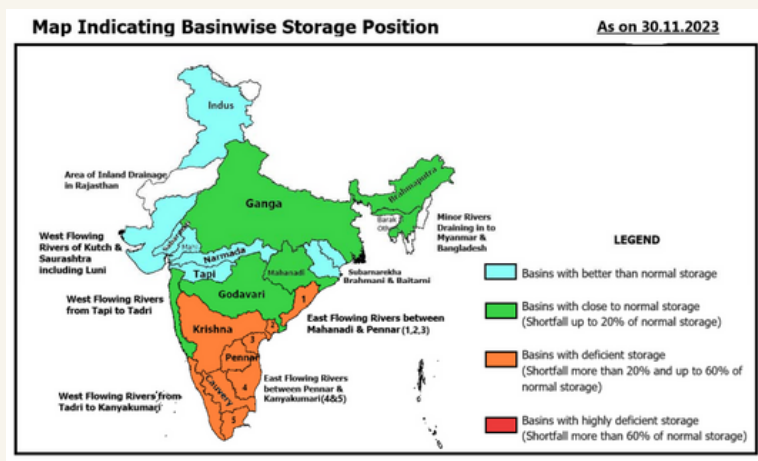 Map Indicating Basinwise Storage Position
As on 30.11.2023
Indus
Area of Inland Drainage
in Rajasthan
Ganga
Brahmaputra
Barak
Oth
Minor Rivers
Draining in to
Myanmar &
Bangladesh
West Flowing
Rivers of Kutch &
Saurashtra
including Luni
Sabarmati
Mahi
Narmada
Tapi
Mahanadi
Subarnarekha
Brahmani & Baitarni
Godavari
West Flowing Rivers
from Tapi to Tadri
1
East Flowing Rivers between
Mahanadi & Pennar (1,2,3)
Krishna
2
3
Pennar
East Flowing Rivers
between Pennar &
Kanyakumari(4&5)
Cauvery
4
West Flowing Rivers from
Tadri to Kanyakumari
5
LEGEND
Basins with better than normal storage
Basins with close to normal storage
(Shortfall up to 20% of normal storage)
Basins with deficient storage
(Shortfall more than 20% and up to 60% of
normal storage)
Basins with highly deficient storage
(Shortfall more than 60% of normal storage)